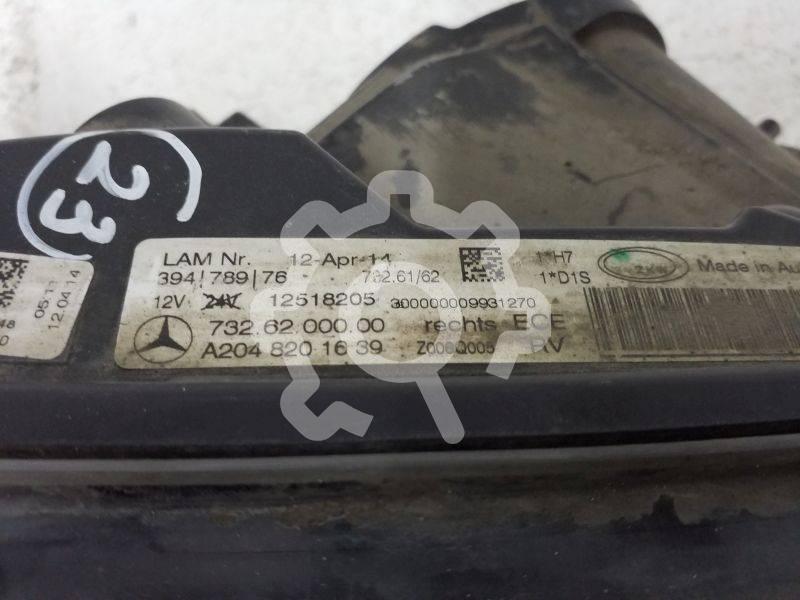 23
05:11
12.04.14
LAM Nr. 12-Apr-14
394|789|76 732.61/62 1*H7
1*D1S
12V 24V 12518205 300000009931270
732.62.000.00 rechts ECE
A204 820 16 39 RV
Made in